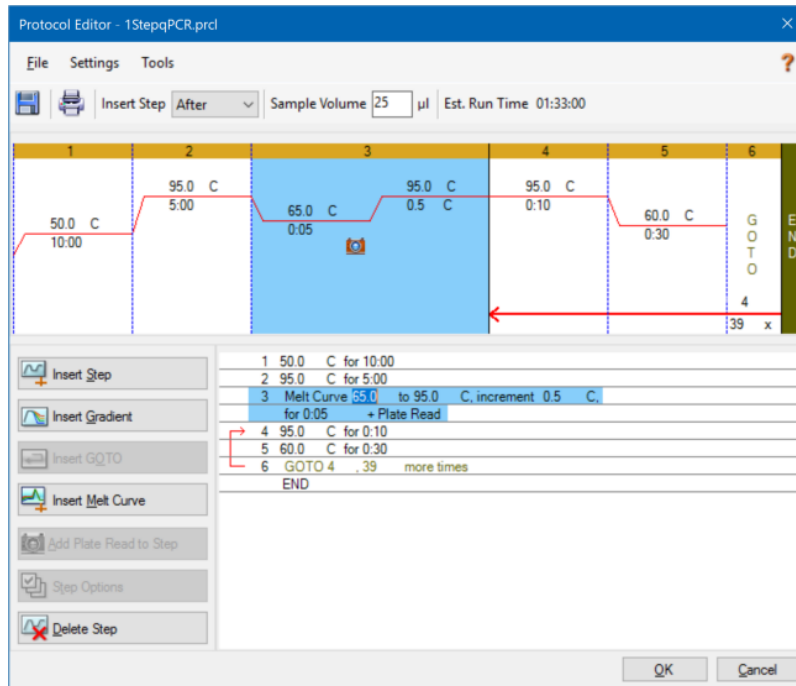 Protocol Editor - 1StepqPCR.prcl
File Settings Tools ?
Insert Step After Sample Volume 25 µl Est. Run Time 01:33:00
1 2 3 4 5 6
95.0 C 95.0 C 95.0 C
5:00 0.5 C 0:10
65.0 C 60.0 C
50.0 C 0:05 0:30
10:00
GOTO
END
4
39 x
Insert Step
Insert Gradient
Insert GOTO
Insert Melt Curve
Add Plate Read to Step
Step Options
Delete Step
1 50.0 C for 10:00
2 95.0 C for 5:00
3 Melt Curve 65.0 to 95.0 C, increment 0.5 C,
for 0:05 + Plate Read
4 95.0 C for 0:10
5 60.0 C for 0:30
6 GOTO 4 , 39 more times
END
OK Cancel